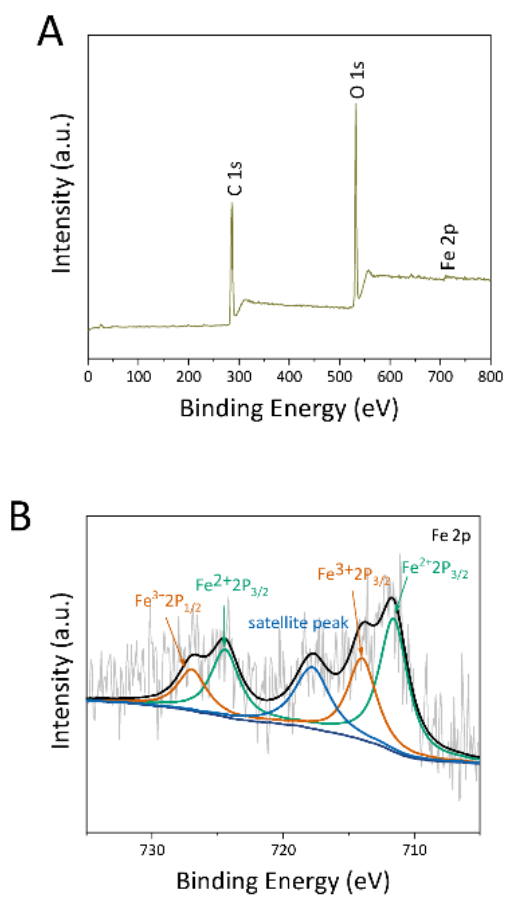 A
Intensity (a.u.)
C 1s
O 1s
Fe 2p
0 100 200 300 400 500 600 700 800
Binding Energy (eV)
B
Intensity (a.u.)
Fe 2p
Fe³⁺2P₁/₂
Fe2+2P₃/₂
satellite peak
Fe3+2P₃/₂
Fe²⁺2P₃/₂
730 720 710
Binding Energy (eV)